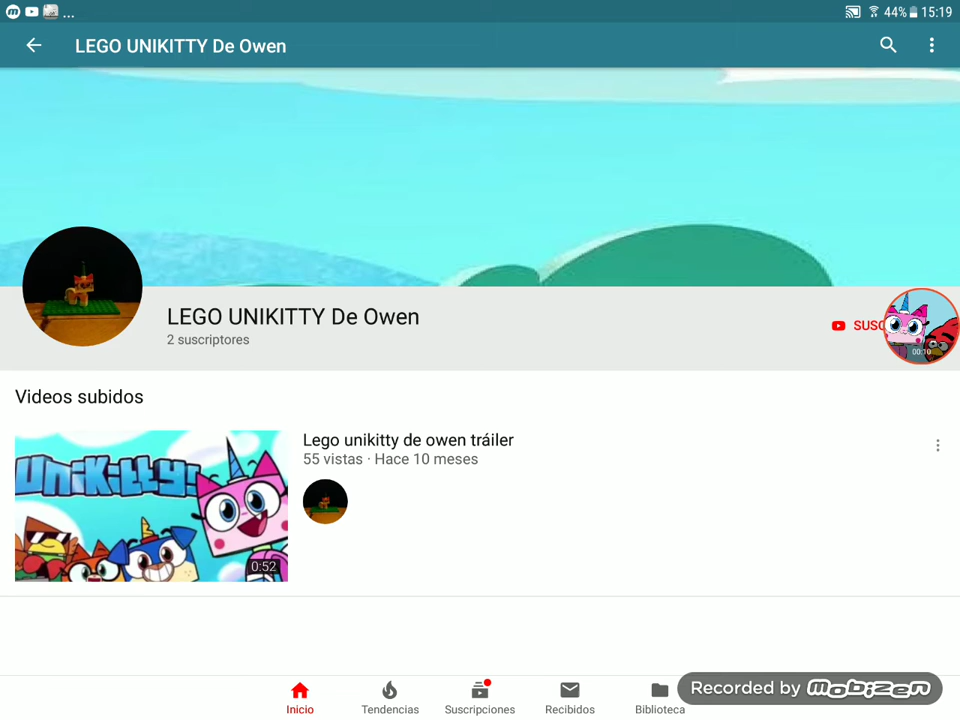 ... 44% 15:19
LEGO UNIKITTY De Owen
LEGO UNIKITTY De Owen
2 suscriptores
SUSC
00:10
Videos subidos
UniKitty!
0:52
Lego unikitty de owen tráiler
55 vistas · Hace 10 meses
Inicio
Tendencias
Suscripciones
Recibidos
Biblioteca
Recorded by mobizen